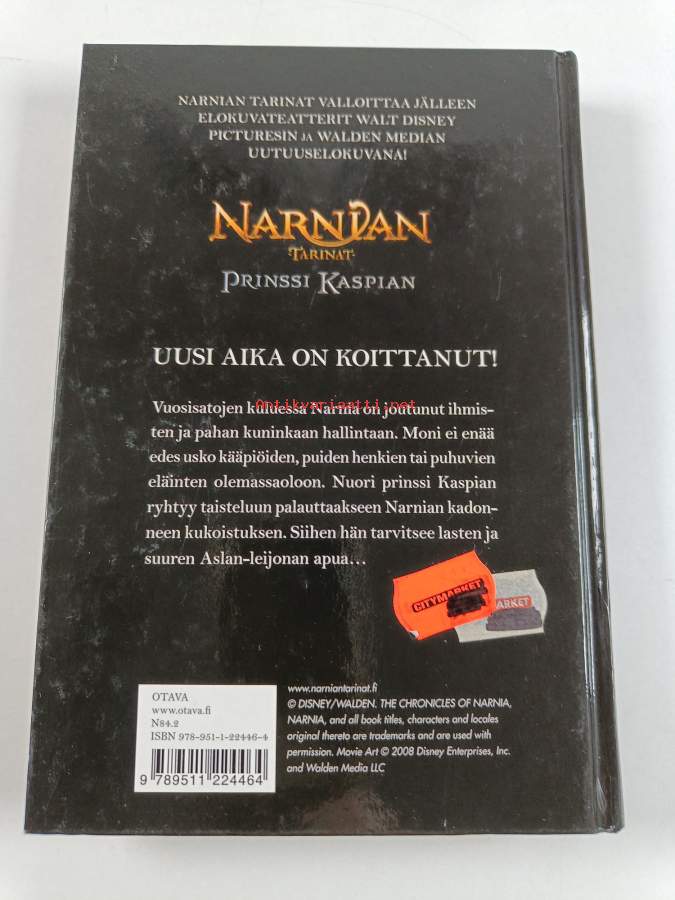 NARNIAN TARINAT VALLOITTAA JÄLLEEN
ELOKUVATEATTERIT WALT DISNEY
PICTURESIN JA WALDEN MEDIAN
UUTUUSELOKUVANA!
NARNIAN
TARINAT
PRINSSI KASPIAN
UUSI AIKA ON KOITTANUT!
Antikvariaatti.net
Vuosisatojen kuluessa Narnia on joutunut ihmis-
ten ja pahan kuninkaan hallintaan. Moni ei enää
edes usko kääpiöiden, puiden henkien tai puhuvien
eläinten olemassaoloon. Nuori prinssi Kaspian
ryhtyy taisteluun palauttaakseen Narnian kadon-
neen kukoistuksen. Siihen hän tarvitsee lasten ja
suuren Aslan-leijonan apua…
CITYMARKET
ARKET
OTAVA
www.otava.fi
N84.2
ISBN 978-951-1-22446-4
9 789511 224464
www.narniantarinat.fi
© DISNEY/WALDEN. THE CHRONICLES OF NARNIA,
NARNIA, and all book titles, characters and locales
original thereto are trademarks and are used with
permission. Movie Art © 2008 Disney Enterprises, Inc.
and Walden Media LLC